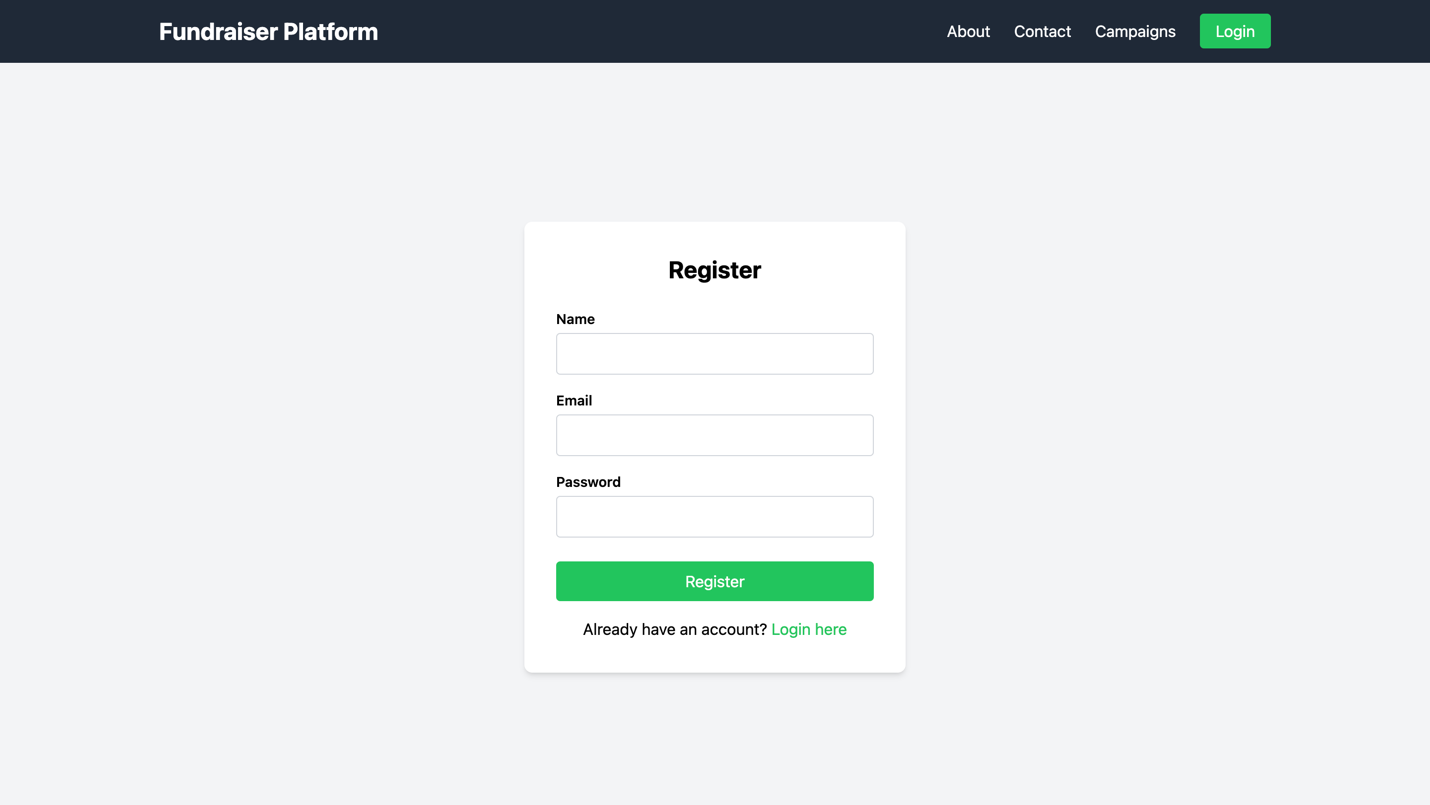 Fundraiser Platform
About Contact Campaigns Login
Register
Name
Email
Password
Register
Already have an account? Login here